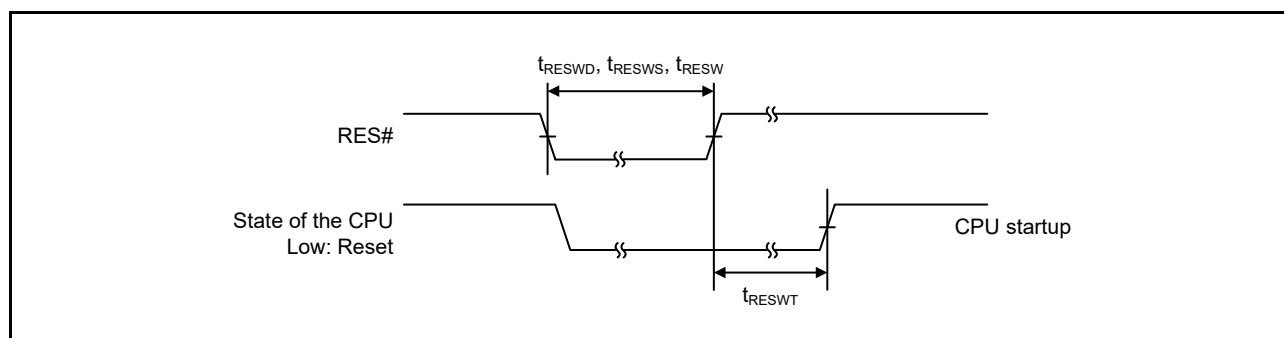 tRESWD, tRESWS, tRESW
RES#
State of the CPU
Low: Reset
CPU startup
tRESWT